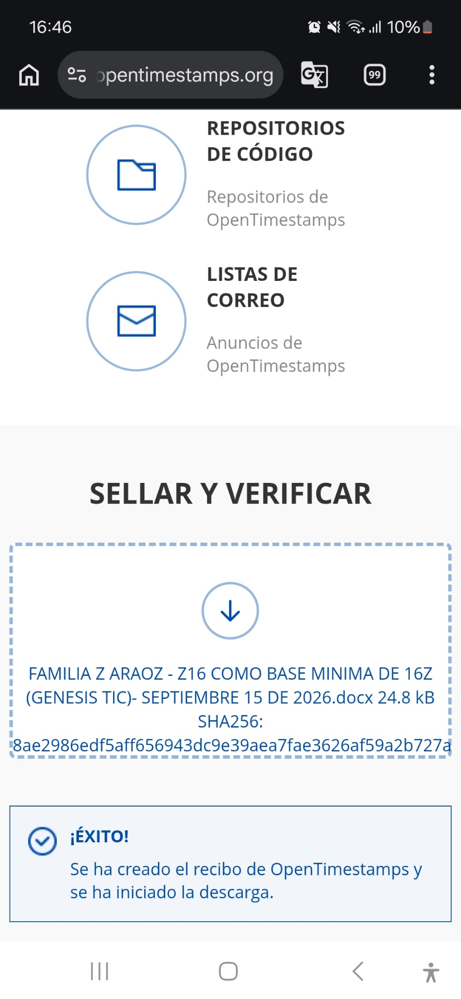 16:46
10%
opentimestamps.org
99
REPOSITORIOS
DE CÓDIGO
Repositorios de
OpenTimestamps
LISTAS DE
CORREO
Anuncios de
OpenTimestamps
SELLAR Y VERIFICAR
FAMILIA Z ARAOZ - Z16 COMO BASE MINIMA DE 16Z
(GENESIS TIC)- SEPTIEMBRE 15 DE 2026.docx 24.8 kB
SHA256:
8ae2986edf5aff656943dc9e39aea7fae3626af59a2b727a
¡ÉXITO!
Se ha creado el recibo de OpenTimestamps y
se ha iniciado la descarga.